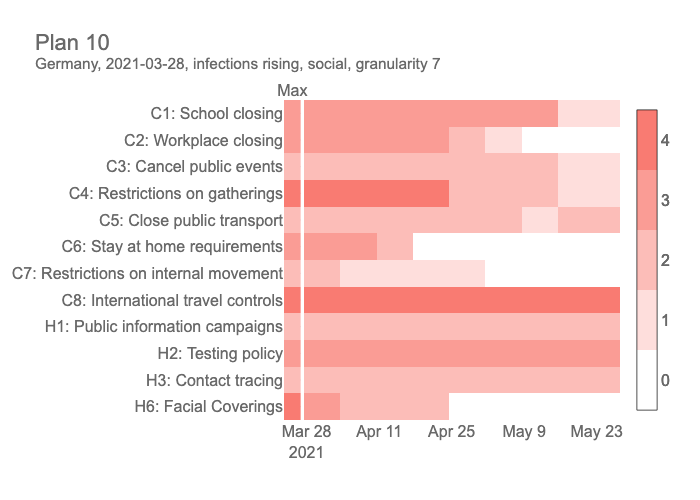 Plan 10
Germany, 2021-03-28, infections rising, social, granularity 7
Max
C1: School closing
C2: Workplace closing
C3: Cancel public events
C4: Restrictions on gatherings
C5: Close public transport
C6: Stay at home requirements
C7: Restrictions on internal movement
C8: International travel controls
H1: Public information campaigns
H2: Testing policy
H3: Contact tracing
H6: Facial Coverings
Mar 28 Apr 11 Apr 25 May 9 May 23
2021
4
3
2
1
0